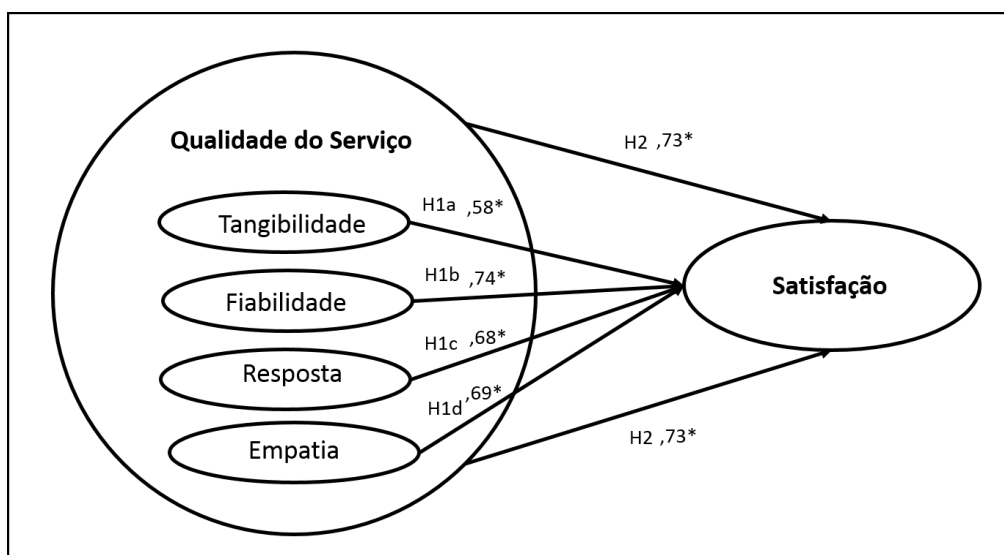 Qualidade do Serviço
H2 ,73*
Tangibilidade
H1a ,58*
Fiabilidade
H1b ,74*
Satisfação
Resposta
H1c ,68*
Empatia
H1d ,69*
H2 ,73*